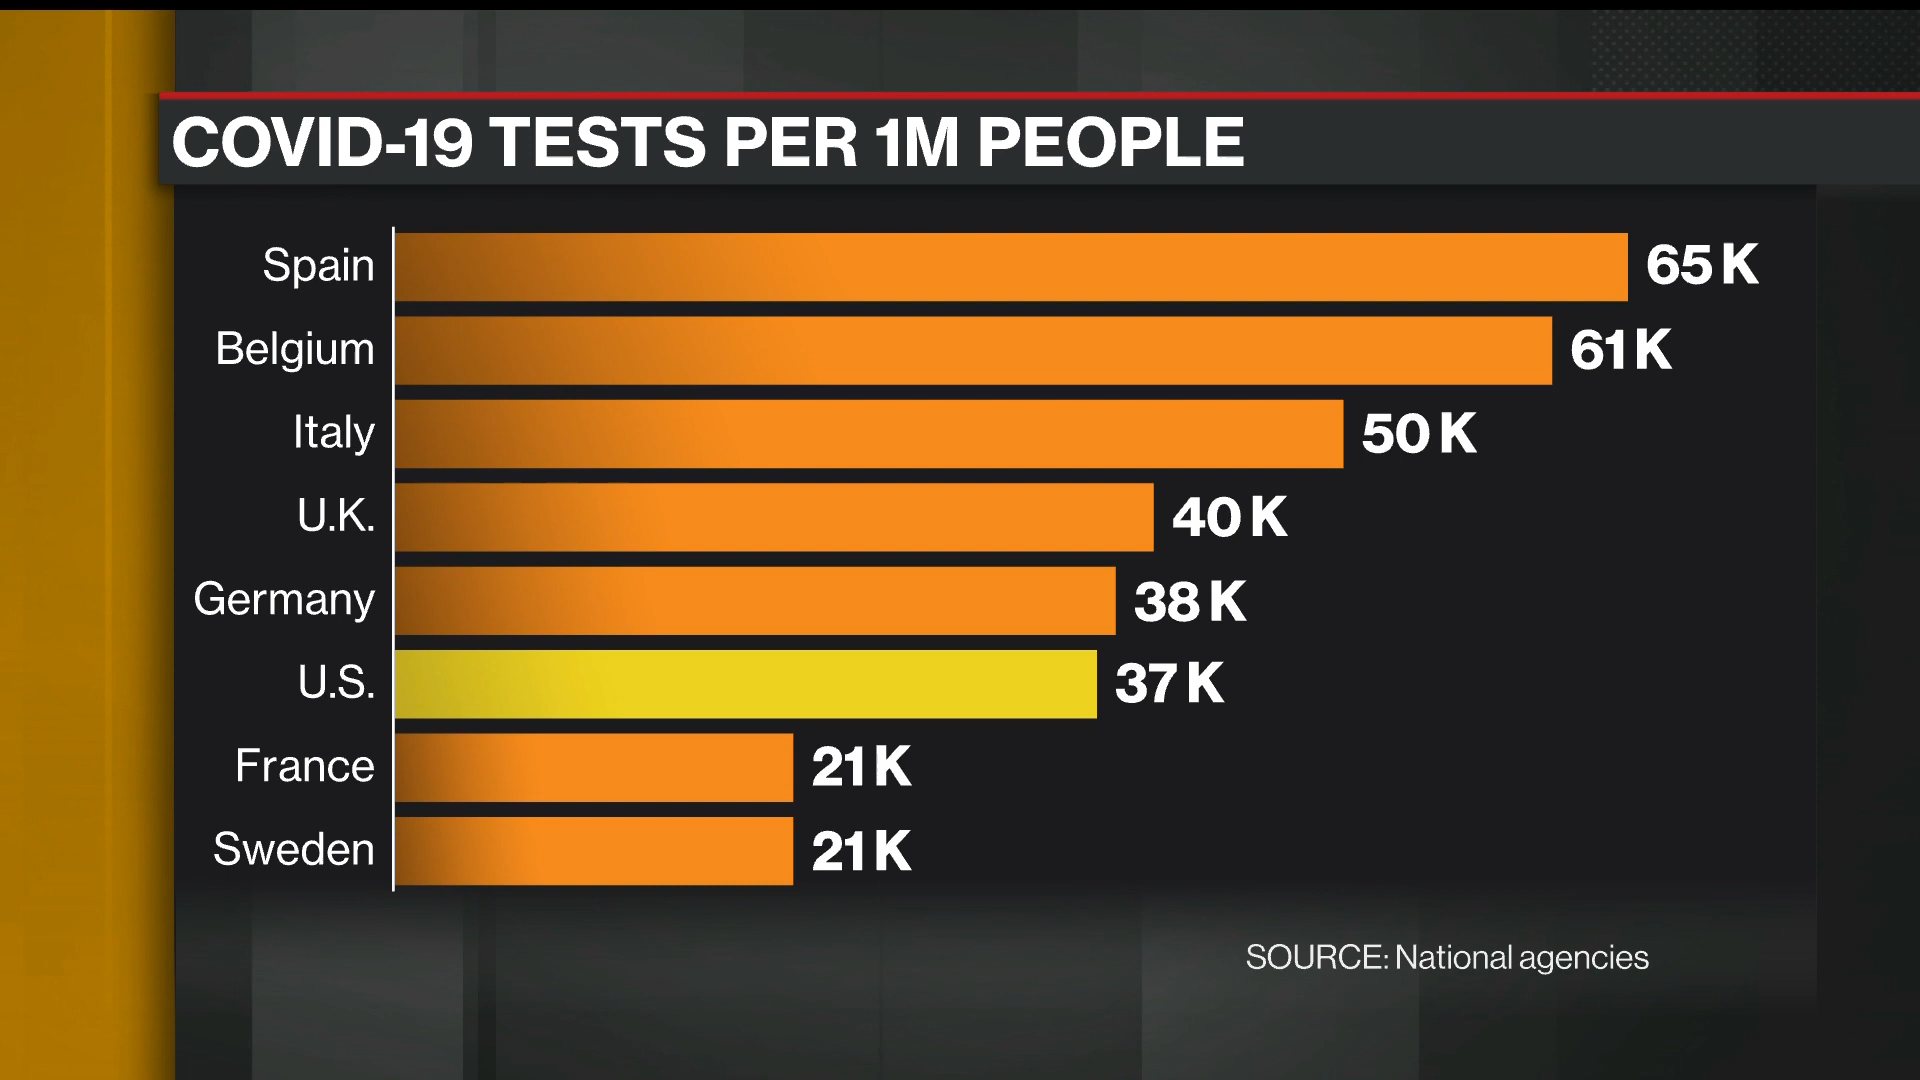 COVID-19 TESTS PER 1M PEOPLE
Spain 65 K
Belgium 61 K
Italy 50 K
U.K. 40 K
Germany 38 K
U.S. 37 K
France 21 K
Sweden 21 K
SOURCE: National agencies